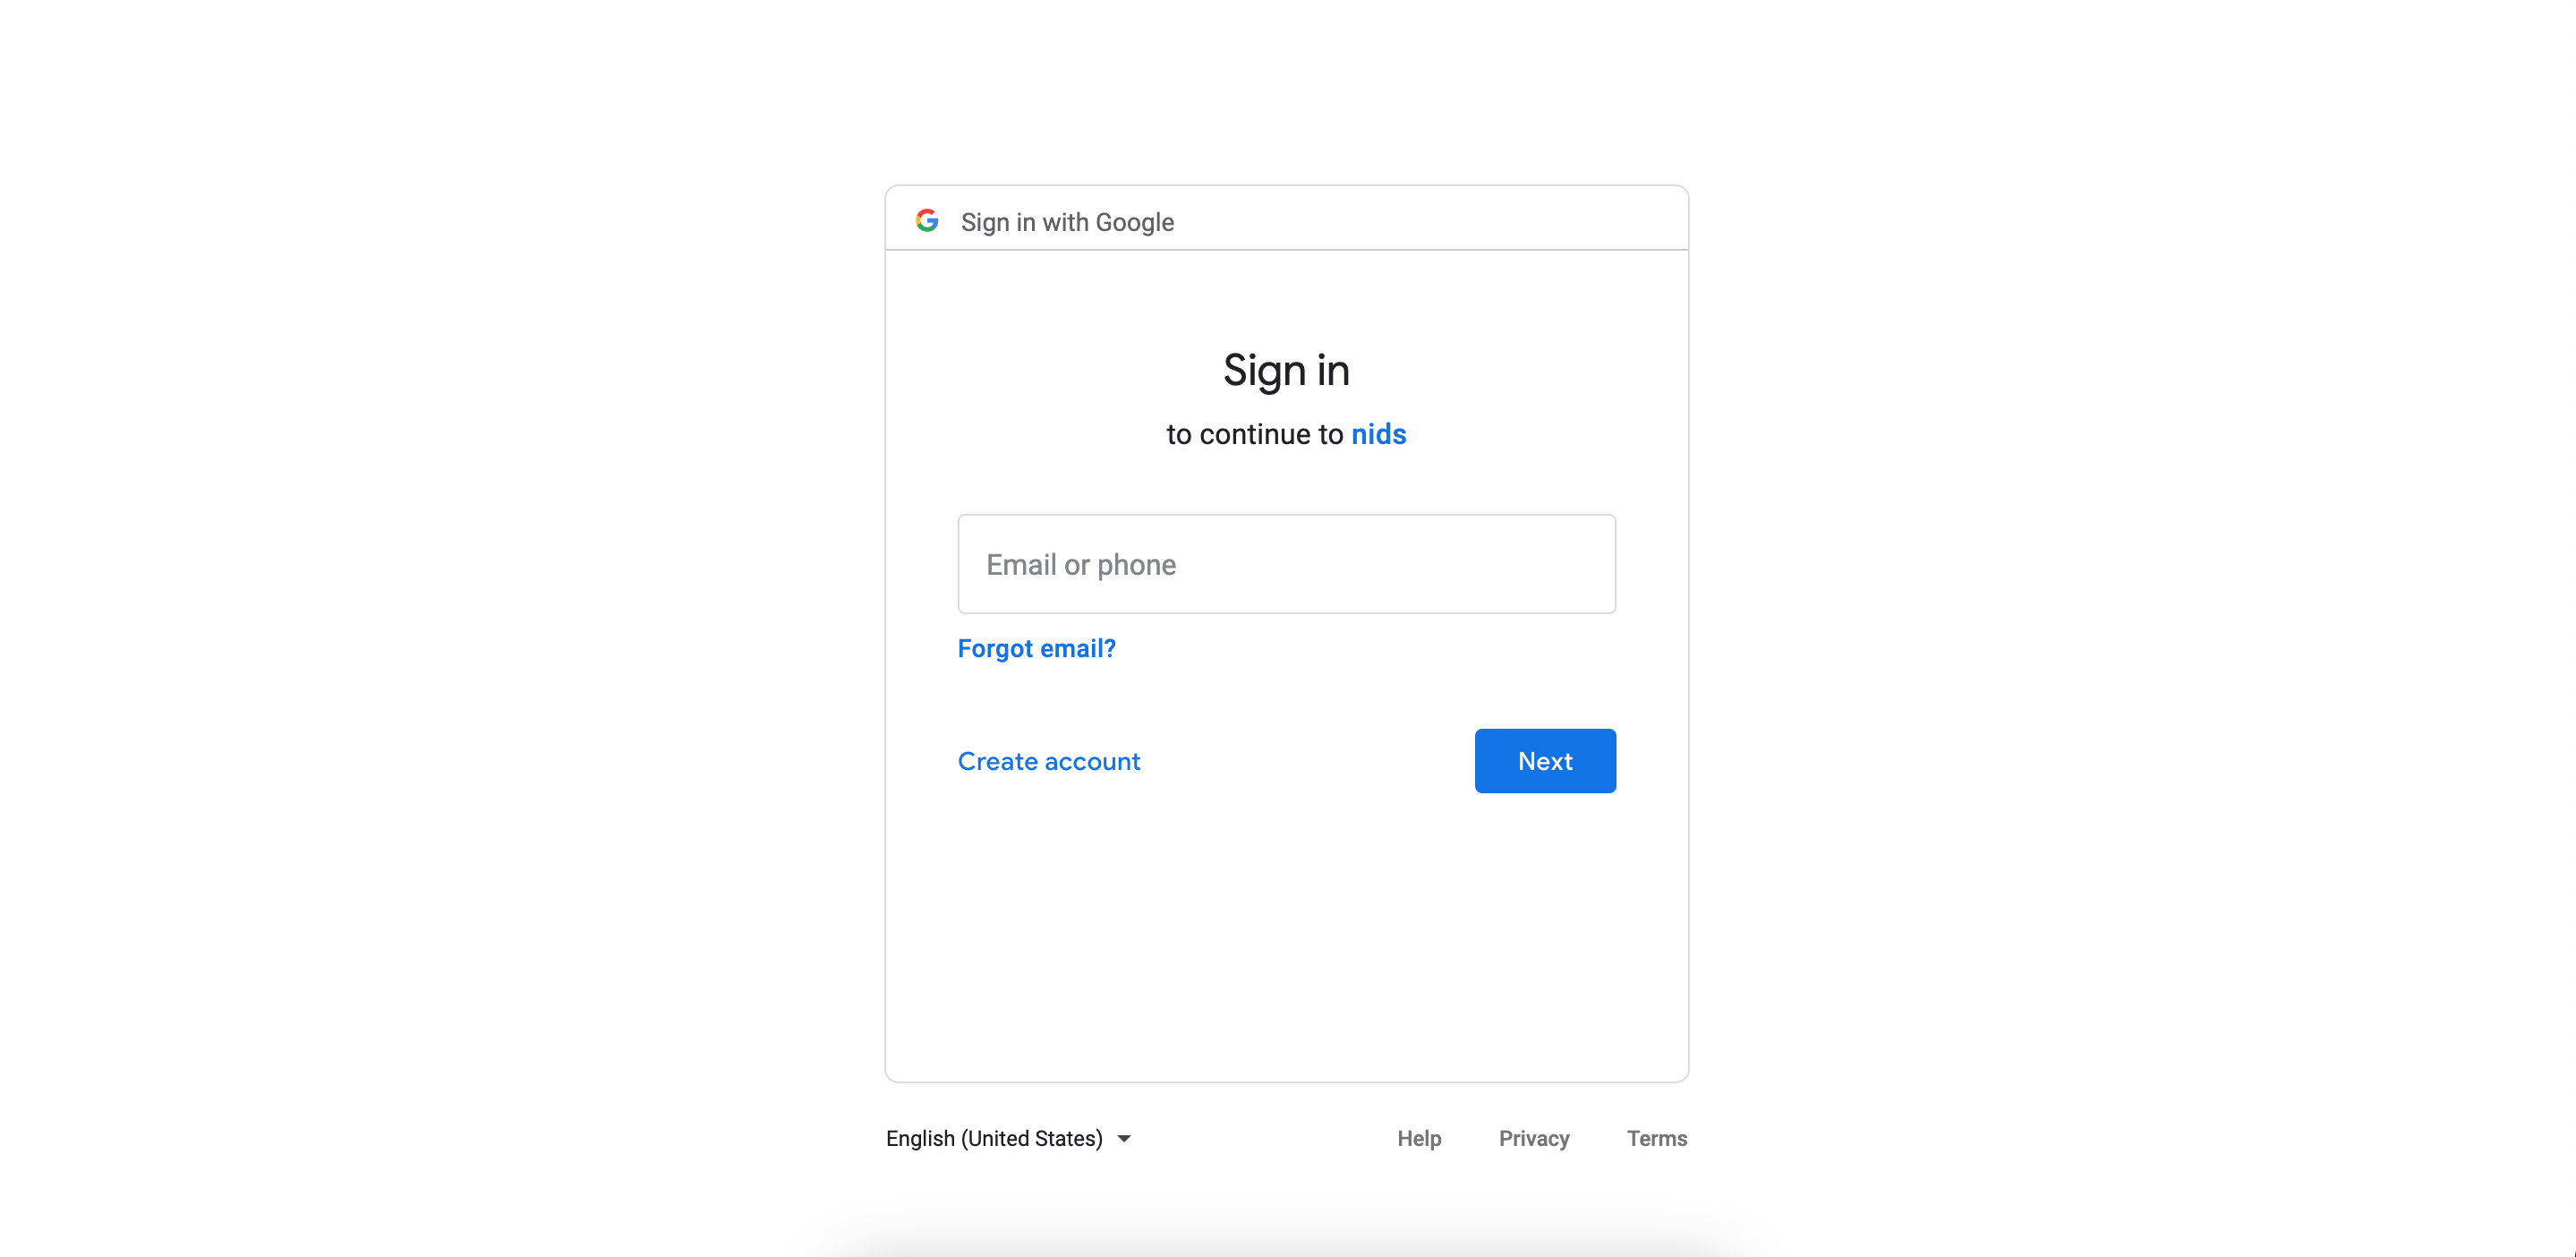 Sign in with Google
Sign in
to continue to nids
Email or phone
Forgot email?
Create account
Next
English (United States)
Help
Privacy
Terms